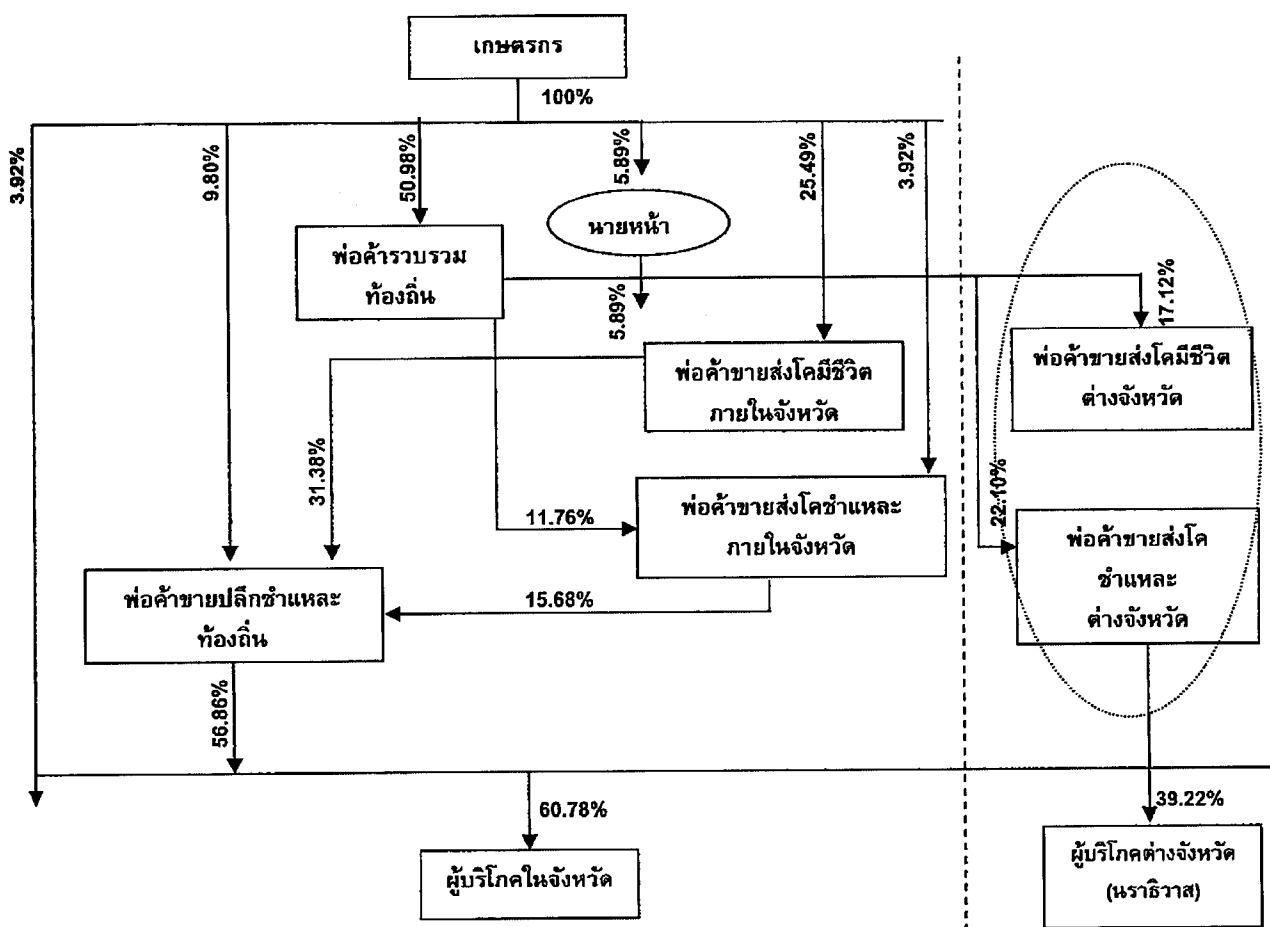 เกษตรกร
100%
3.92%
9.80%
50.98%
5.89%
25.49%
3.92%
นายหน้า
พ่อค้ารวบรวม
ท้องถิ่น
5.89%
17.12%
พ่อค้าขายส่งโคมีชีวิต
ภายในจังหวัด
พ่อค้าขายส่งโคมีชีวิต
ต่างจังหวัด
31.38%
11.76%
พ่อค้าขายส่งโคชำแหละ
ภายในจังหวัด
22.10%
พ่อค้าขายส่งโค
ชำแหละ
ต่างจังหวัด
พ่อค้าขายปลีกชำแหละ
ท้องถิ่น
15.68%
56.86%
60.78%
39.22%
ผู้บริโภคในจังหวัด
ผู้บริโภคต่างจังหวัด
(นราธิวาส)